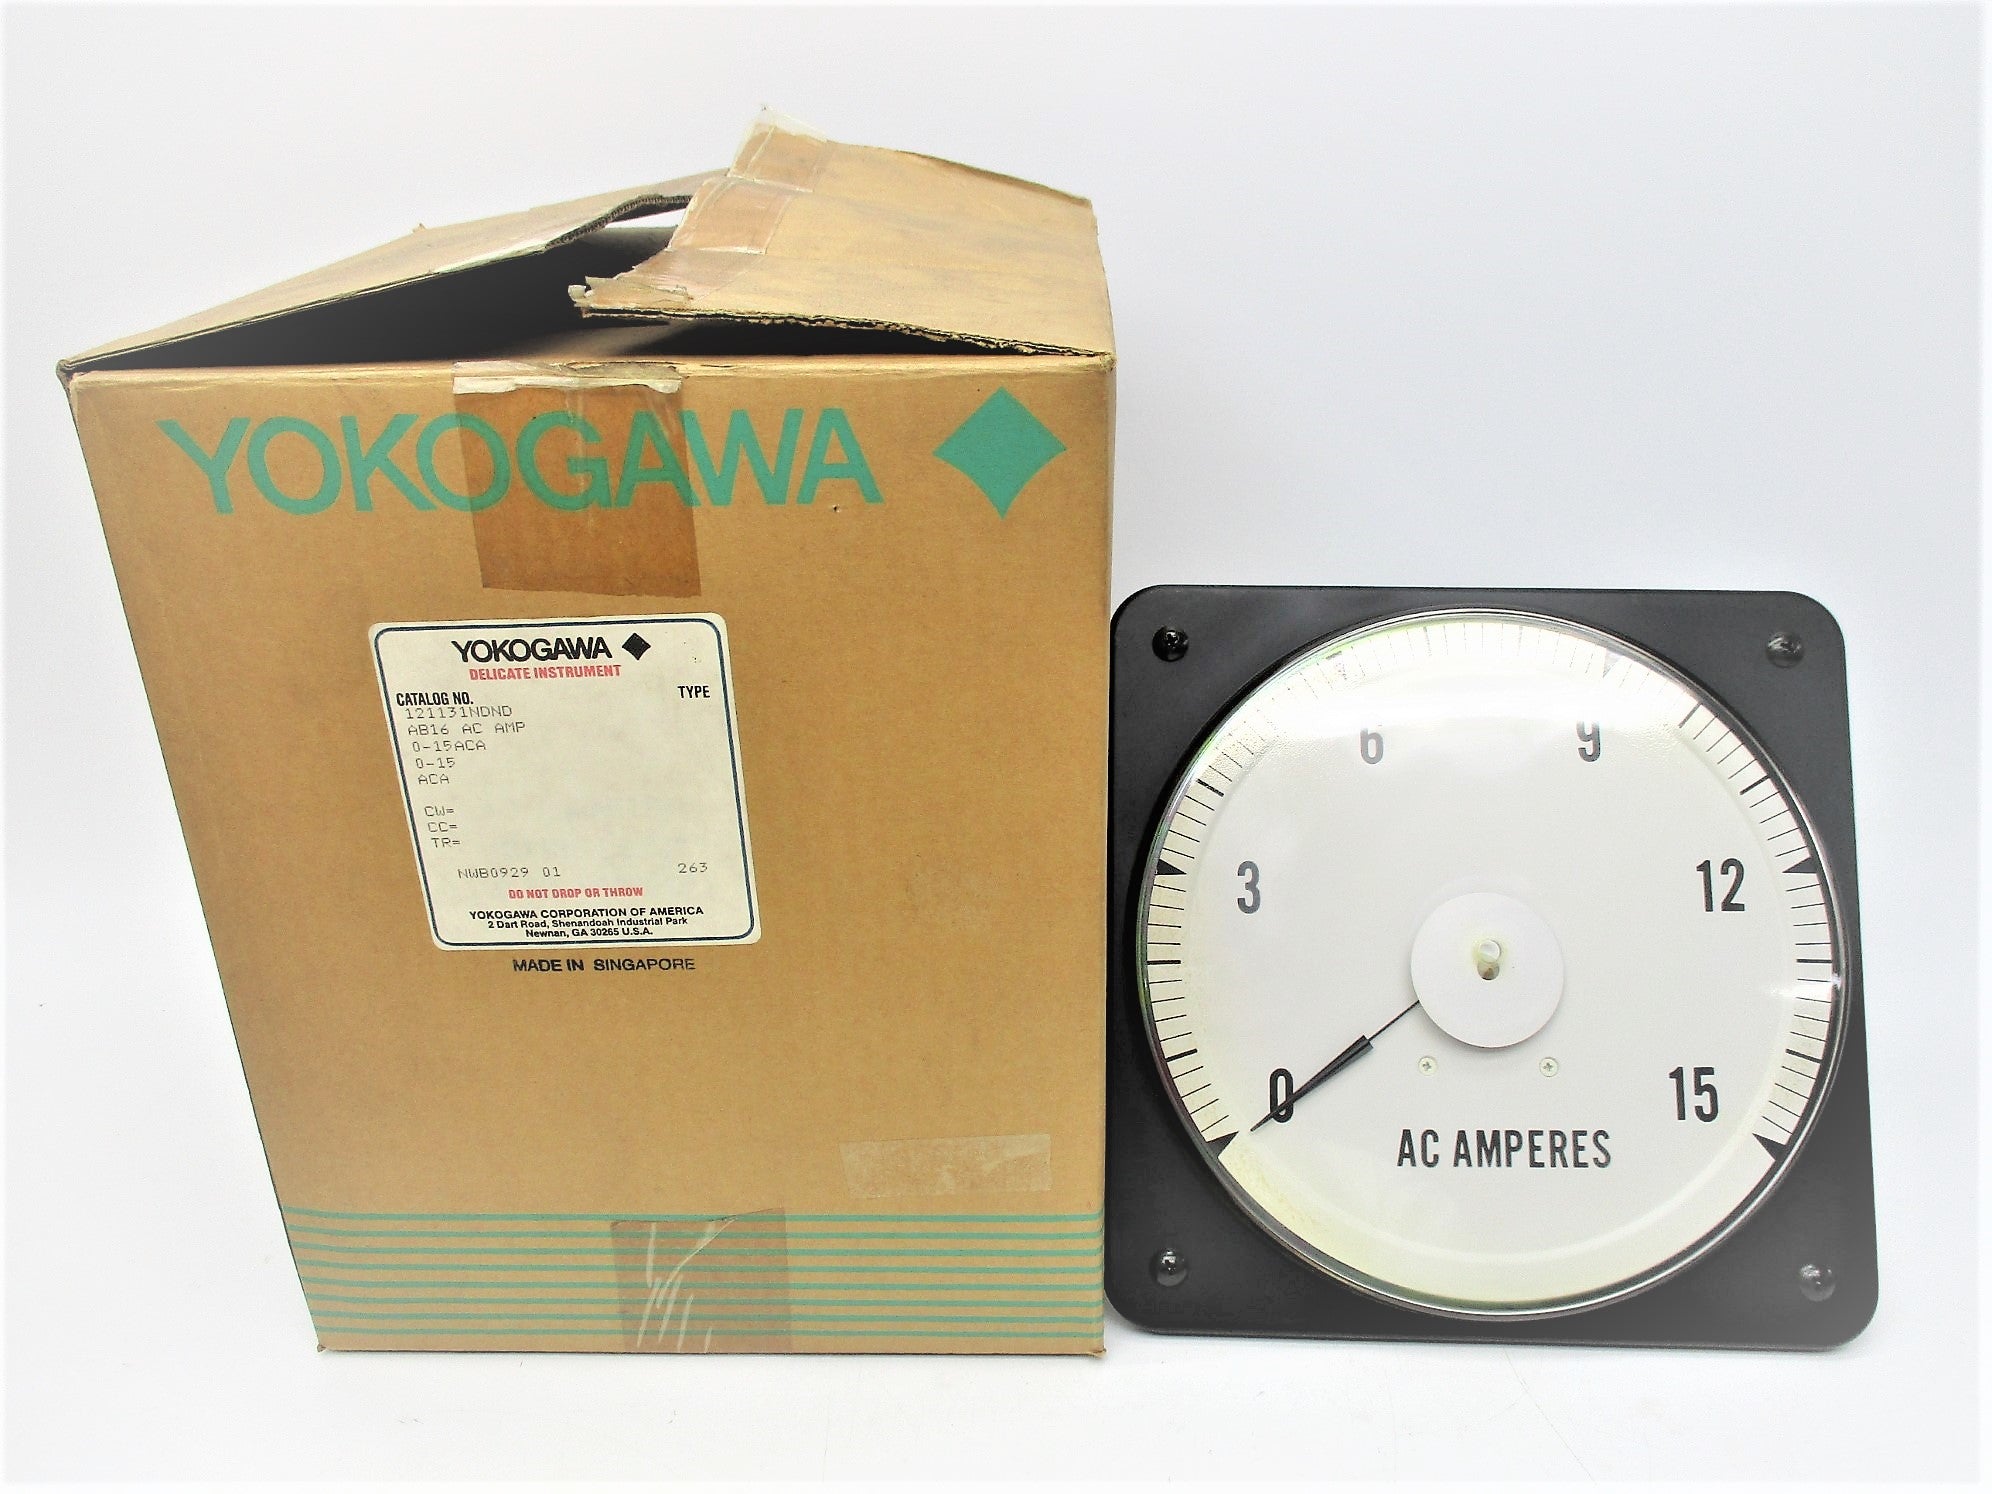 YOKOGAWA
YOKOGAWA
DELICATE INSTRUMENT
CATALOG NO. TYPE
121131NDND
AB16 AC AMP
0-15ACA
0-15
ACA
CW=
CC=
TR=
NWB0929 01 263
DO NOT DROP OR THROW
YOKOGAWA CORPORATION OF AMERICA
2 Dart Road, Shenandoah Industrial Park
Newnan, GA 30265 U.S.A.
MADE IN SINGAPORE
6 9
3 12
0 15
AC AMPERES